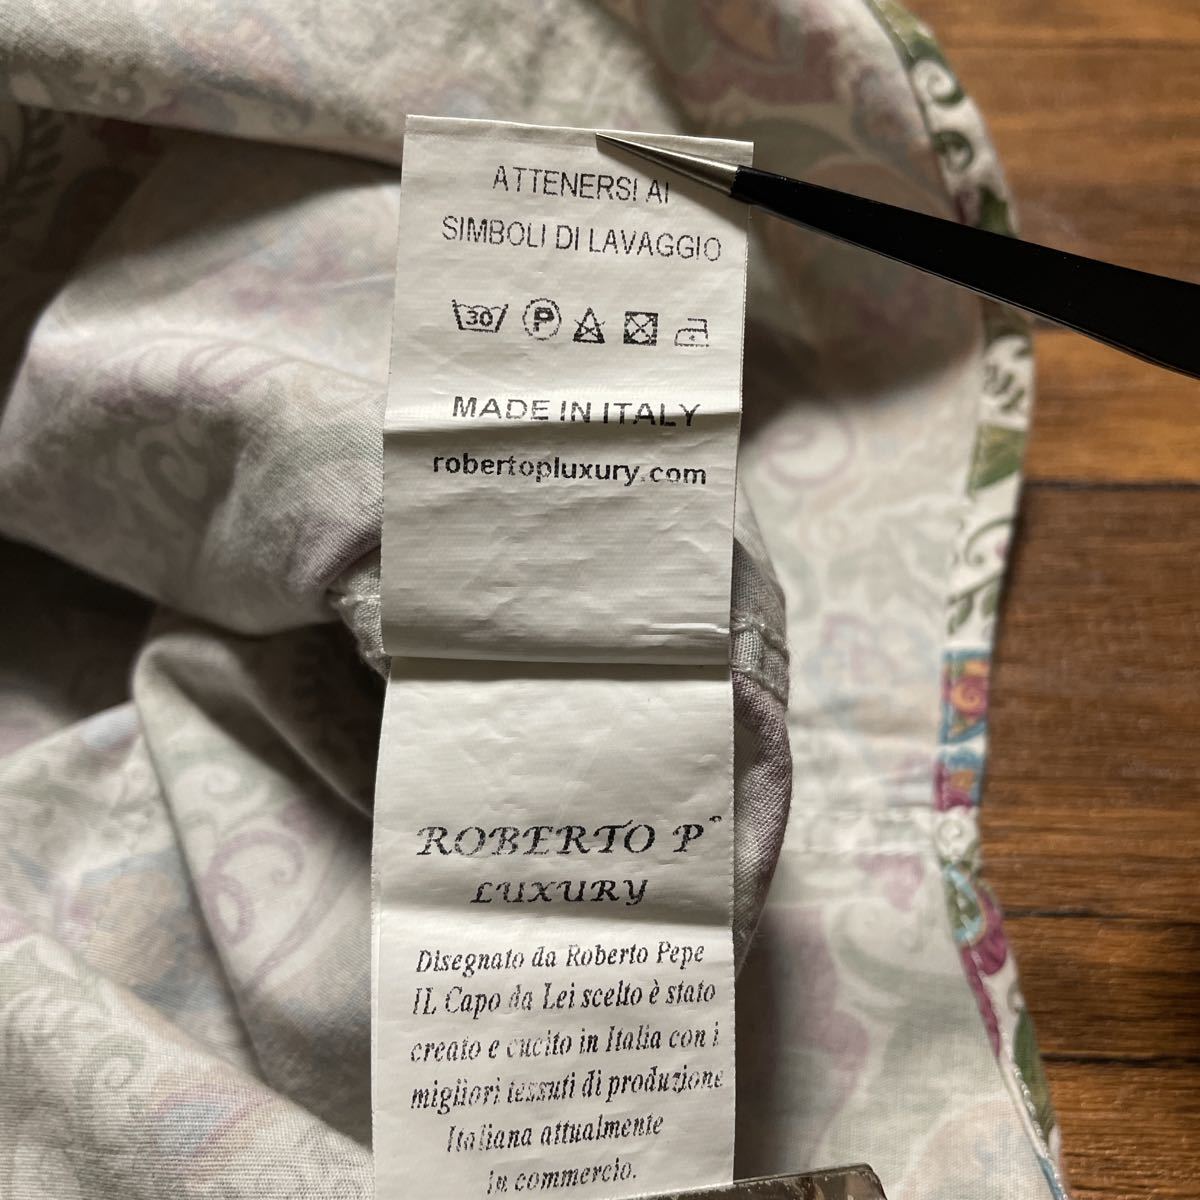 ATTENERSI AI
SIMBOLI DI LAVAGGIO
30 P
MADE IN ITALY
robertopluxury.com
ROBERTO P
LUXURY
Disegnato da Roberto Pepe
IL Capo da Lei scelto è stato
creato e cucito in Italia con i
migliori tessuti di produzione
Italiana attualmente
in commercio.